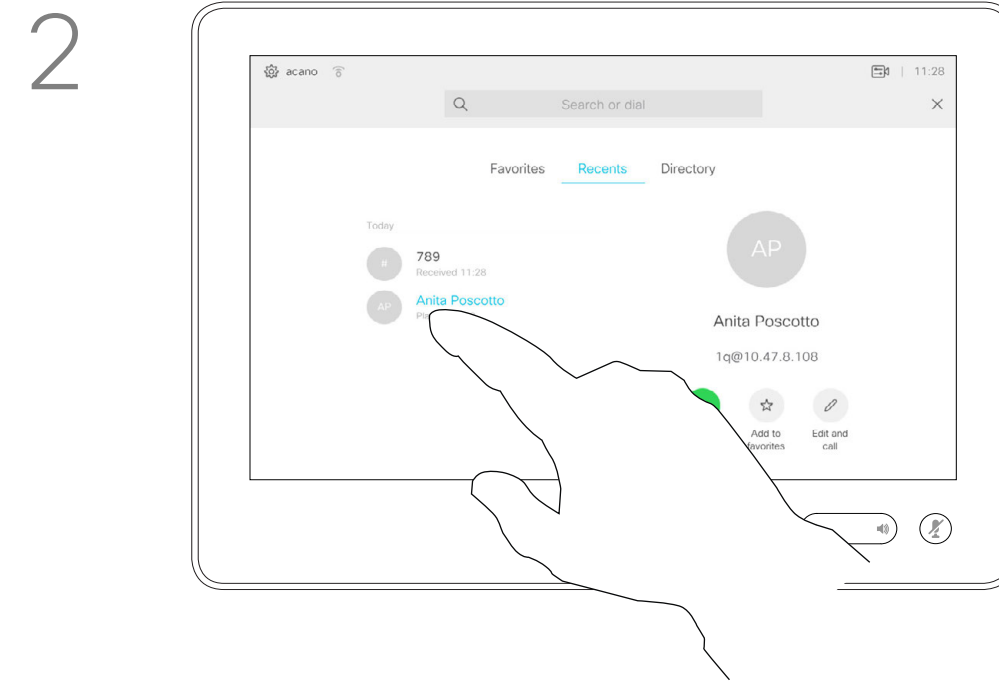 2
acano
11:28
Search or dial
Favorites Recents Directory
Today
#
789
Received 11:28
AP
Anita Poscotto
AP
Anita Poscotto
1q@10.47.8.108
Add to
favorites
Edit and
call